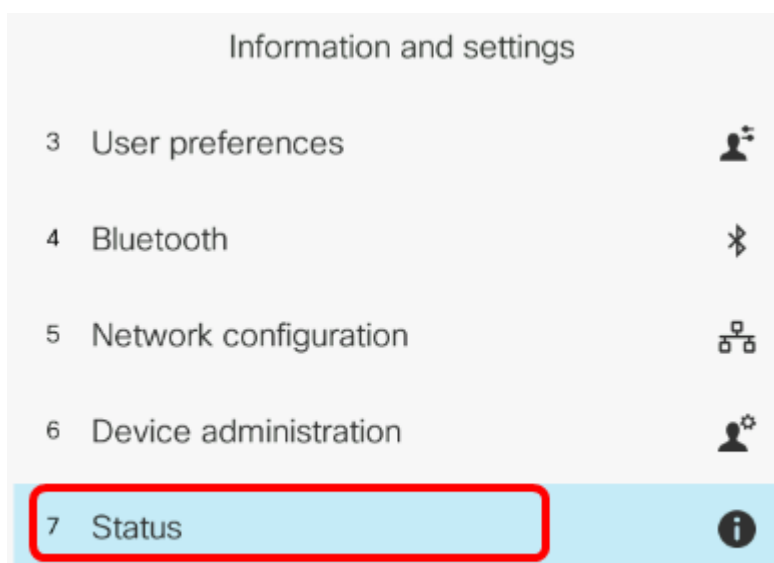 Information and settings
3 User preferences
4 Bluetooth
5 Network configuration
6 Device administration
7 Status